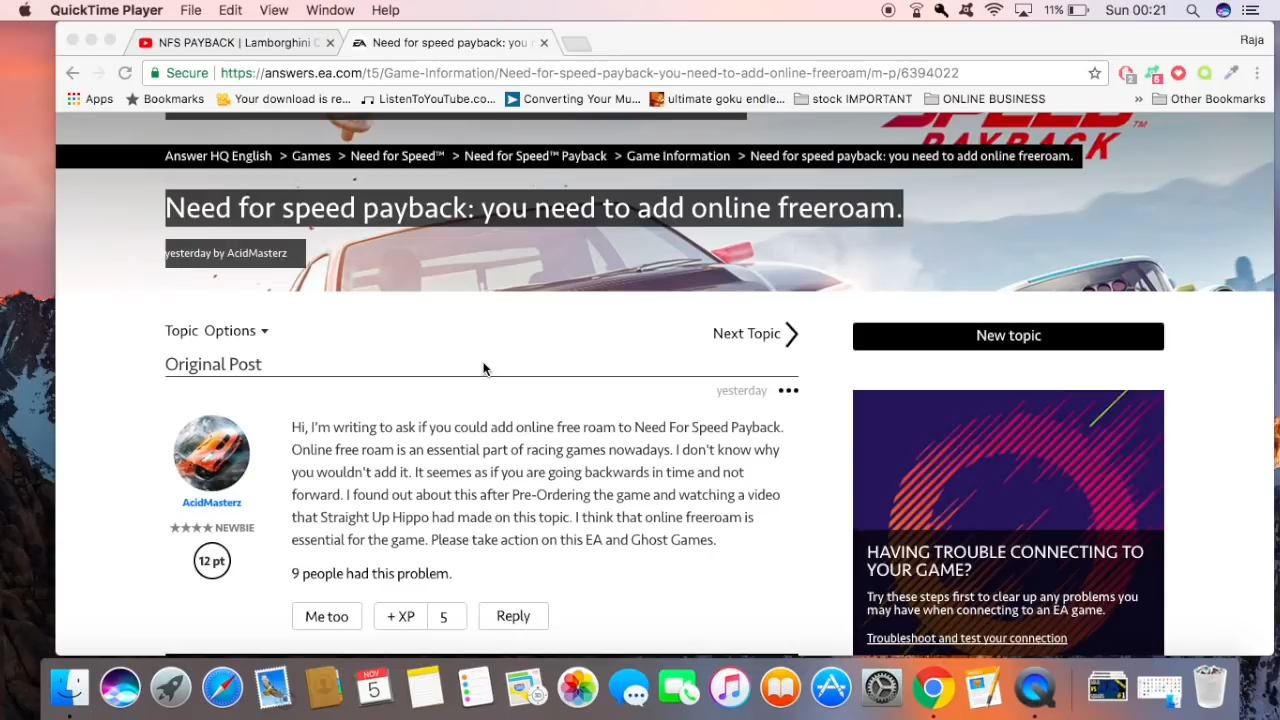 QuickTime Player File Edit View Window Help 11% Sun 00:21
NFS PAYBACK | Lamborghini C
Need for speed payback: you
Raja
Secure https://answers.ea.com/t5/Game-Information/Need-for-speed-payback-you-need-to-add-online-freeroam/m-p/6394022
Apps Bookmarks Your download is re... ListenToYouTube.co... Converting Your Mu... ultimate goku endle... stock IMPORTANT ONLINE BUSINESS » Other Bookmarks
SPEED
PAYBACK™
Answer HQ English > Games > Need for Speed™ > Need for Speed™ Payback > Game Information > Need for speed payback: you need to add online freeroam.
Need for speed payback: you need to add online freeroam.
yesterday by AcidMasterz
Topic Options
Next Topic
New topic
Original Post
yesterday
Hi, I'm writing to ask if you could add online free roam to Need For Speed Payback.
Online free roam is an essential part of racing games nowadays. I don't know why
you wouldn't add it. It seemes as if you are going backwards in time and not
forward. I found out about this after Pre-Ordering the game and watching a video
that Straight Up Hippo had made on this topic. I think that online freeroam is
essential for the game. Please take action on this EA and Ghost Games.
AcidMasterz
★★★★ NEWBIE
12 pt
9 people had this problem.
Me too + XP 5 Reply
HAVING TROUBLE CONNECTING TO
YOUR GAME?
Try these steps first to clear up any problems you
may have when connecting to an EA game.
Troubleshoot and test your connection
NOV
5